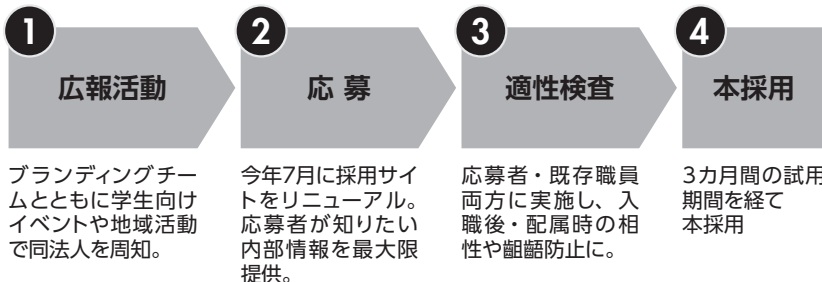 1
広報活動
ブランディングチー
ムとともに学生向け
イベントや地域活動
で同法人を周知。
2
応 募
今年7月に採用サイ
トをリニューアル。
応募者が知りたい
内部情報を最大限
提供。
3
適性検査
応募者・既存職員
両方に実施し、入
職後・配属時の相
性や齟齬防止に。
4
本採用
3カ月間の試用
期間を経て
本採用